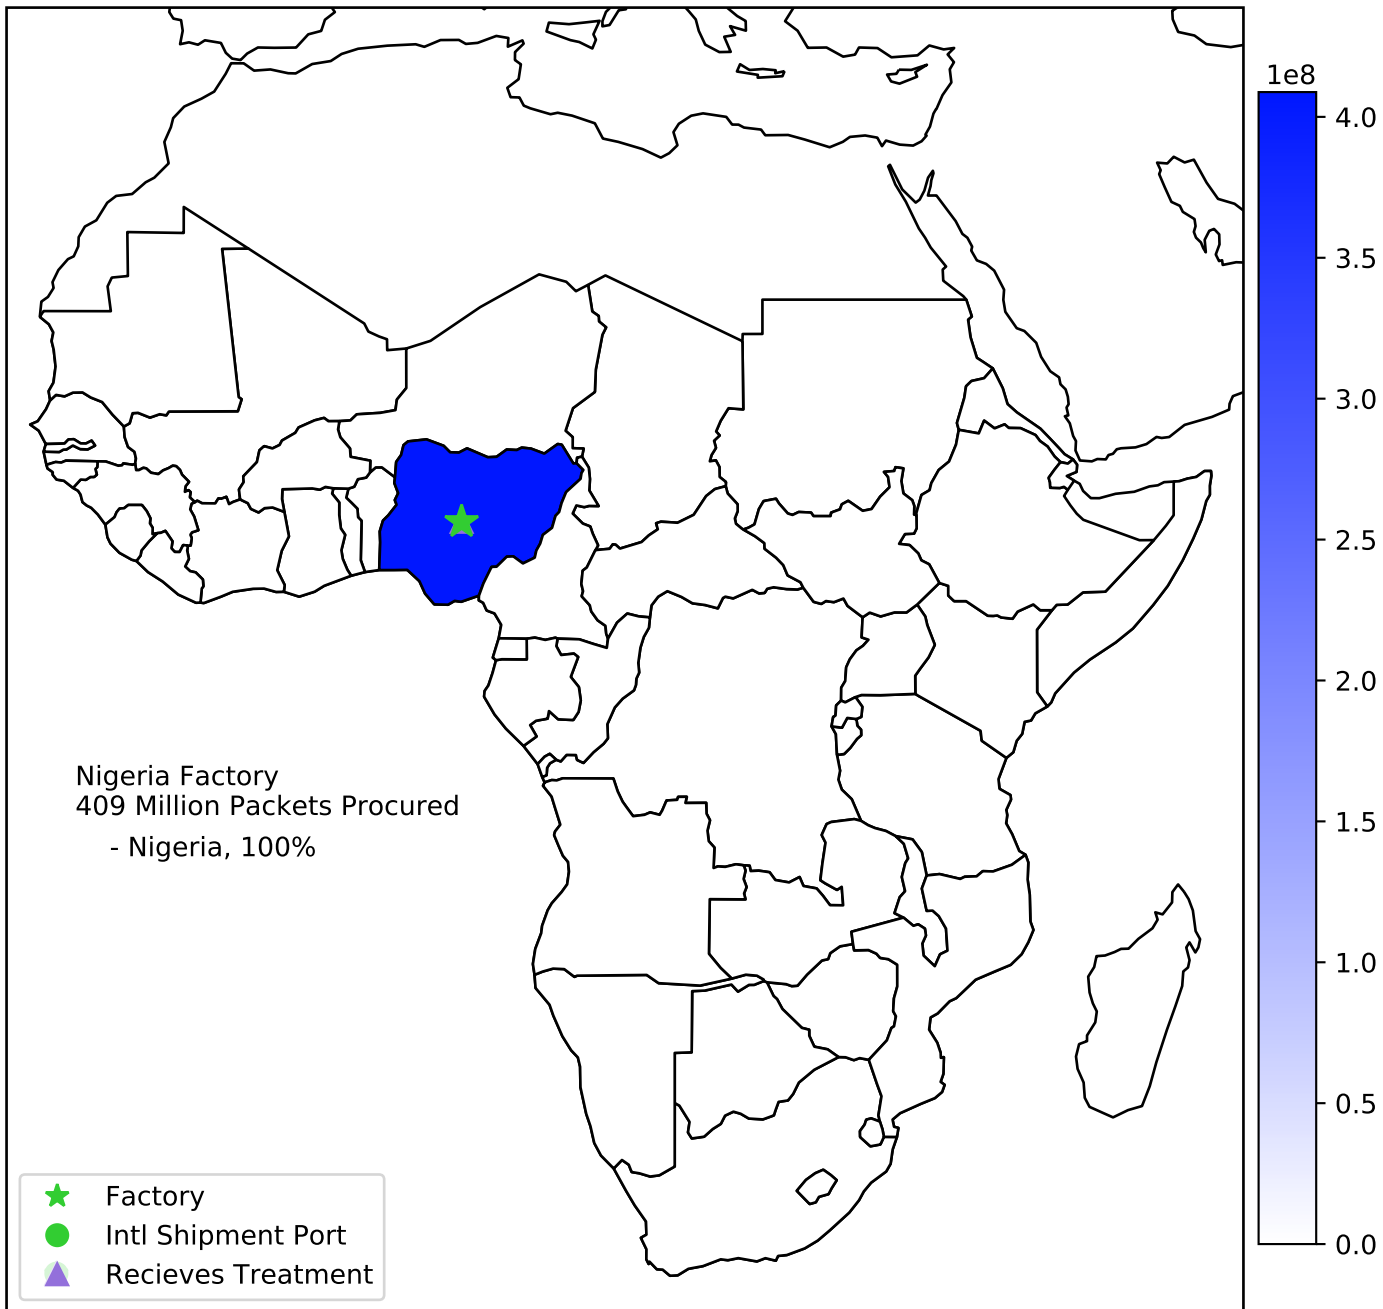 1e8
4.0
3.5
3.0
2.5
2.0
1.5
1.0
0.5
0.0
Nigeria Factory
409 Million Packets Procured
- Nigeria, 100%
Factory
Intl Shipment Port
Recieves Treatment